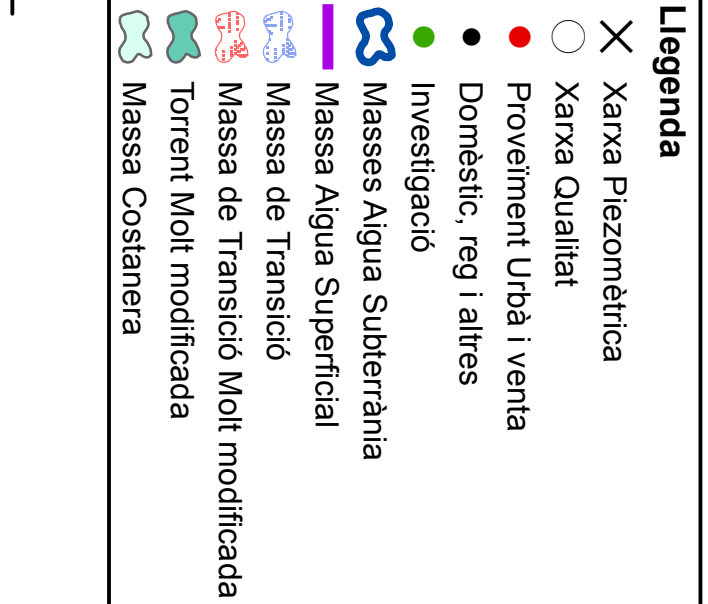 Llegenda
Xarxa Piezomètrica
Xarxa Qualitat
Proveïment Urbà i venta
Domèstic, reg i altres
Investigació
Masses Aigua Subterrània
Massa Aigua Superficial
Massa de Transició
Massa de Transició Molt modificada
Torrent Molt modificada
Massa Costanera